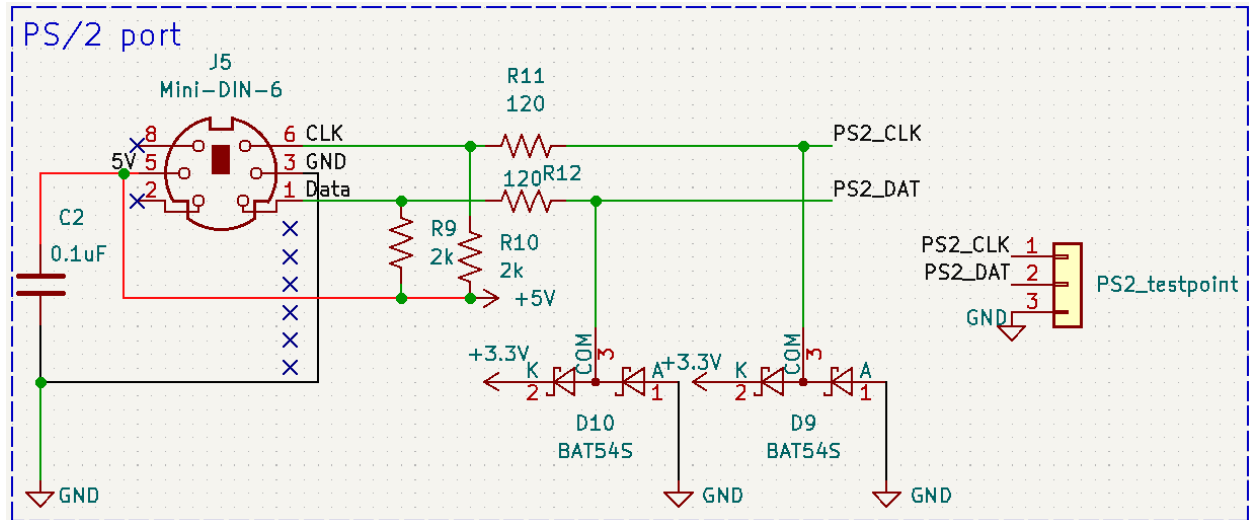 PS/2 port
J5
Mini-DIN-6
R11
120
8
6
CLK
PS2_CLK
5V
5
3
GND
2
1
Data
120
R12
PS2_DAT
C2
0.1uF
R9
2k
R10
2k
+5V
PS2_CLK
1
PS2_DAT
2
PS2_testpoint
GND
3
+3.3V
K
2
COM
3
A
1
+3.3V
K
2
COM
3
A
1
D10
BAT54S
D9
BAT54S
GND
GND
GND